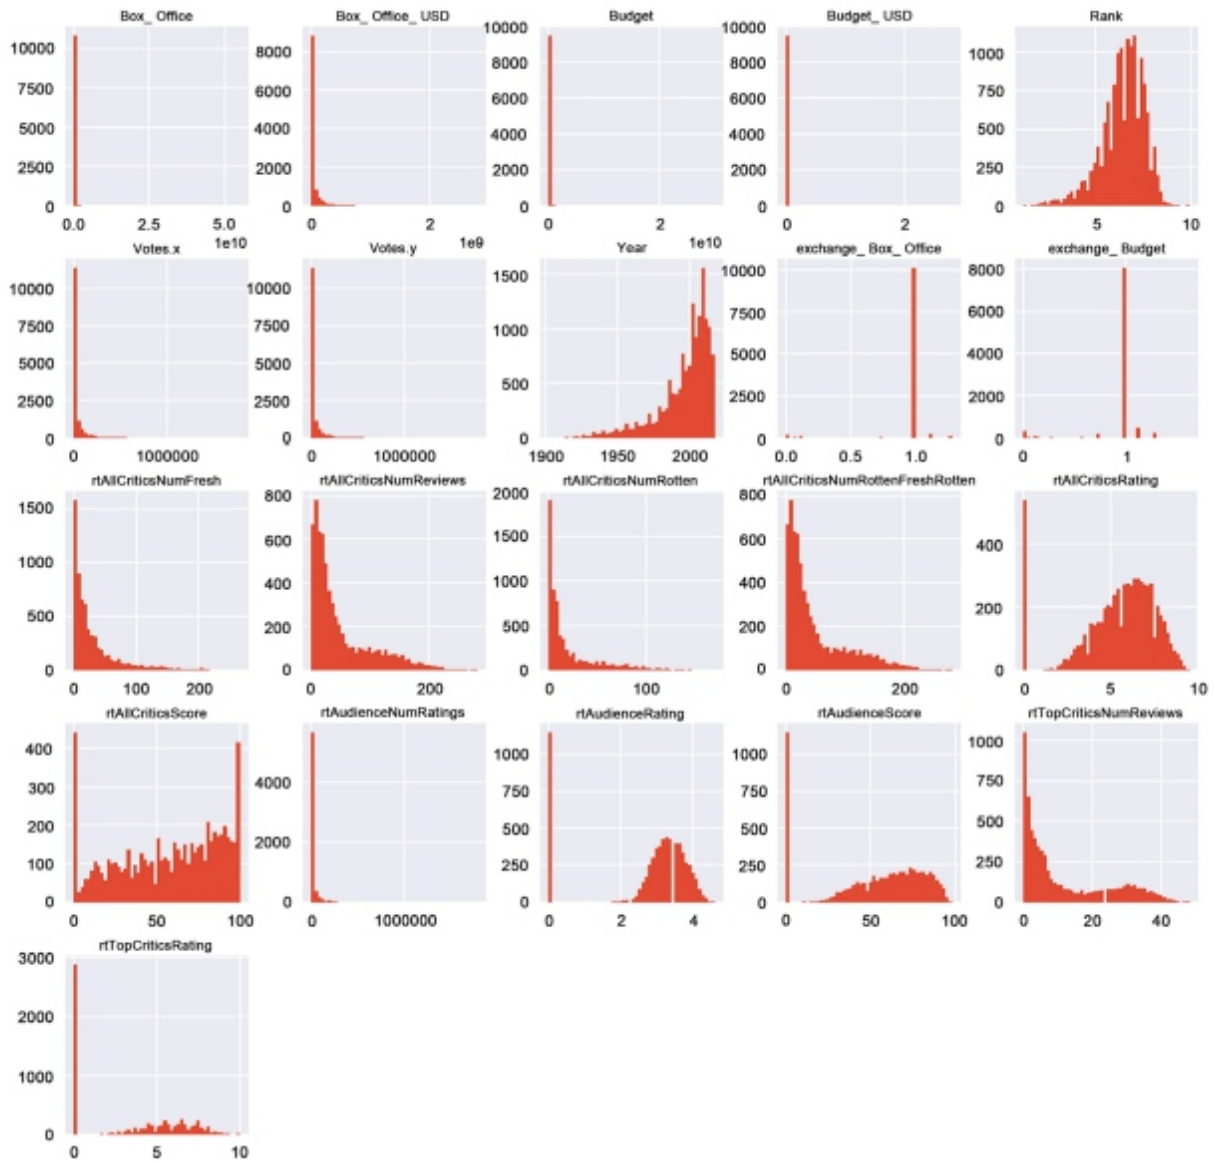 Box_ Office Box_ Office_ USD Budget Budget_ USD Rank
10000 7500 5000 2500 0
8000 6000 4000 2000 0
10000 8000 6000 4000 2000 0
10000 8000 6000 4000 2000 0
1000 750 500 250 0
0.0 2.5 5.0 0 2 0 2 0 2 5 10
1e10 1e9 1e10
Votes.x Votes.y Year exchange_ Box_ Office exchange_ Budget
10000 7500 5000 2500 0
10000 7500 5000 2500 0
1500 1000 500 0
10000 7500 5000 2500 0
8000 6000 4000 2000 0
0 1000000 0 1000000 1900 1950 2000 0.0 0.5 1.0 0 1
rtAllCriticsNumFresh rtAllCriticsNumReviews rtAllCriticsNumRotten rtAllCriticsNumRottenFreshRotten rtAllCriticsRating
1500 1000 500 0
800 600 400 200 0
2000 1500 1000 500 0
800 600 400 200 0
400 200 0
0 100 200 0 200 0 100 0 200 0 5 10
rtAllCriticsScore rtAudienceNumRatings rtAudienceRating rtAudienceScore rtTopCriticsNumReviews
400 300 200 100 0
4000 2000 0
1000 750 500 250 0
1000 750 500 250 0
1000 750 500 250 0
0 50 100 0 1000000 0 2 4 0 50 100 0 20 40
rtTopCriticsRating
3000
2000
1000
0
0 5 10